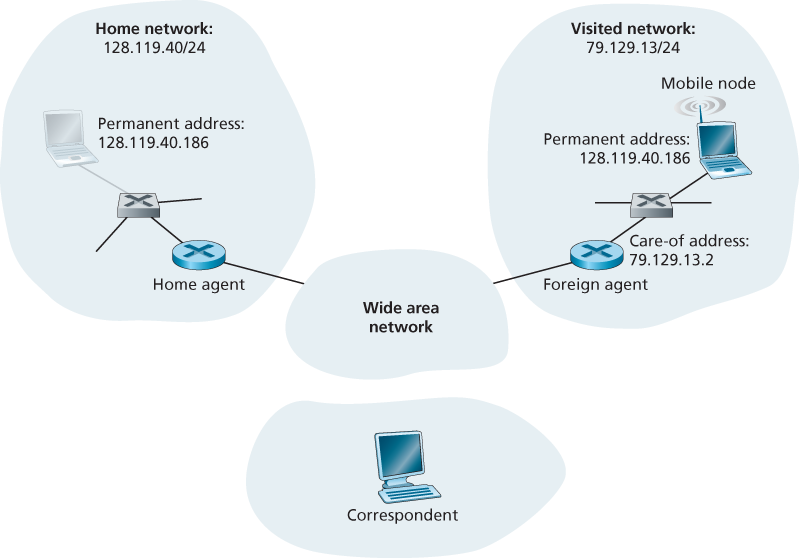 Home network:
128.119.40/24
Visited network:
79.129.13/24
Mobile node
Permanent address:
128.119.40.186
Permanent address:
128.119.40.186
Care-of address:
79.129.13.2
Home agent
Foreign agent
Wide area
network
Correspondent